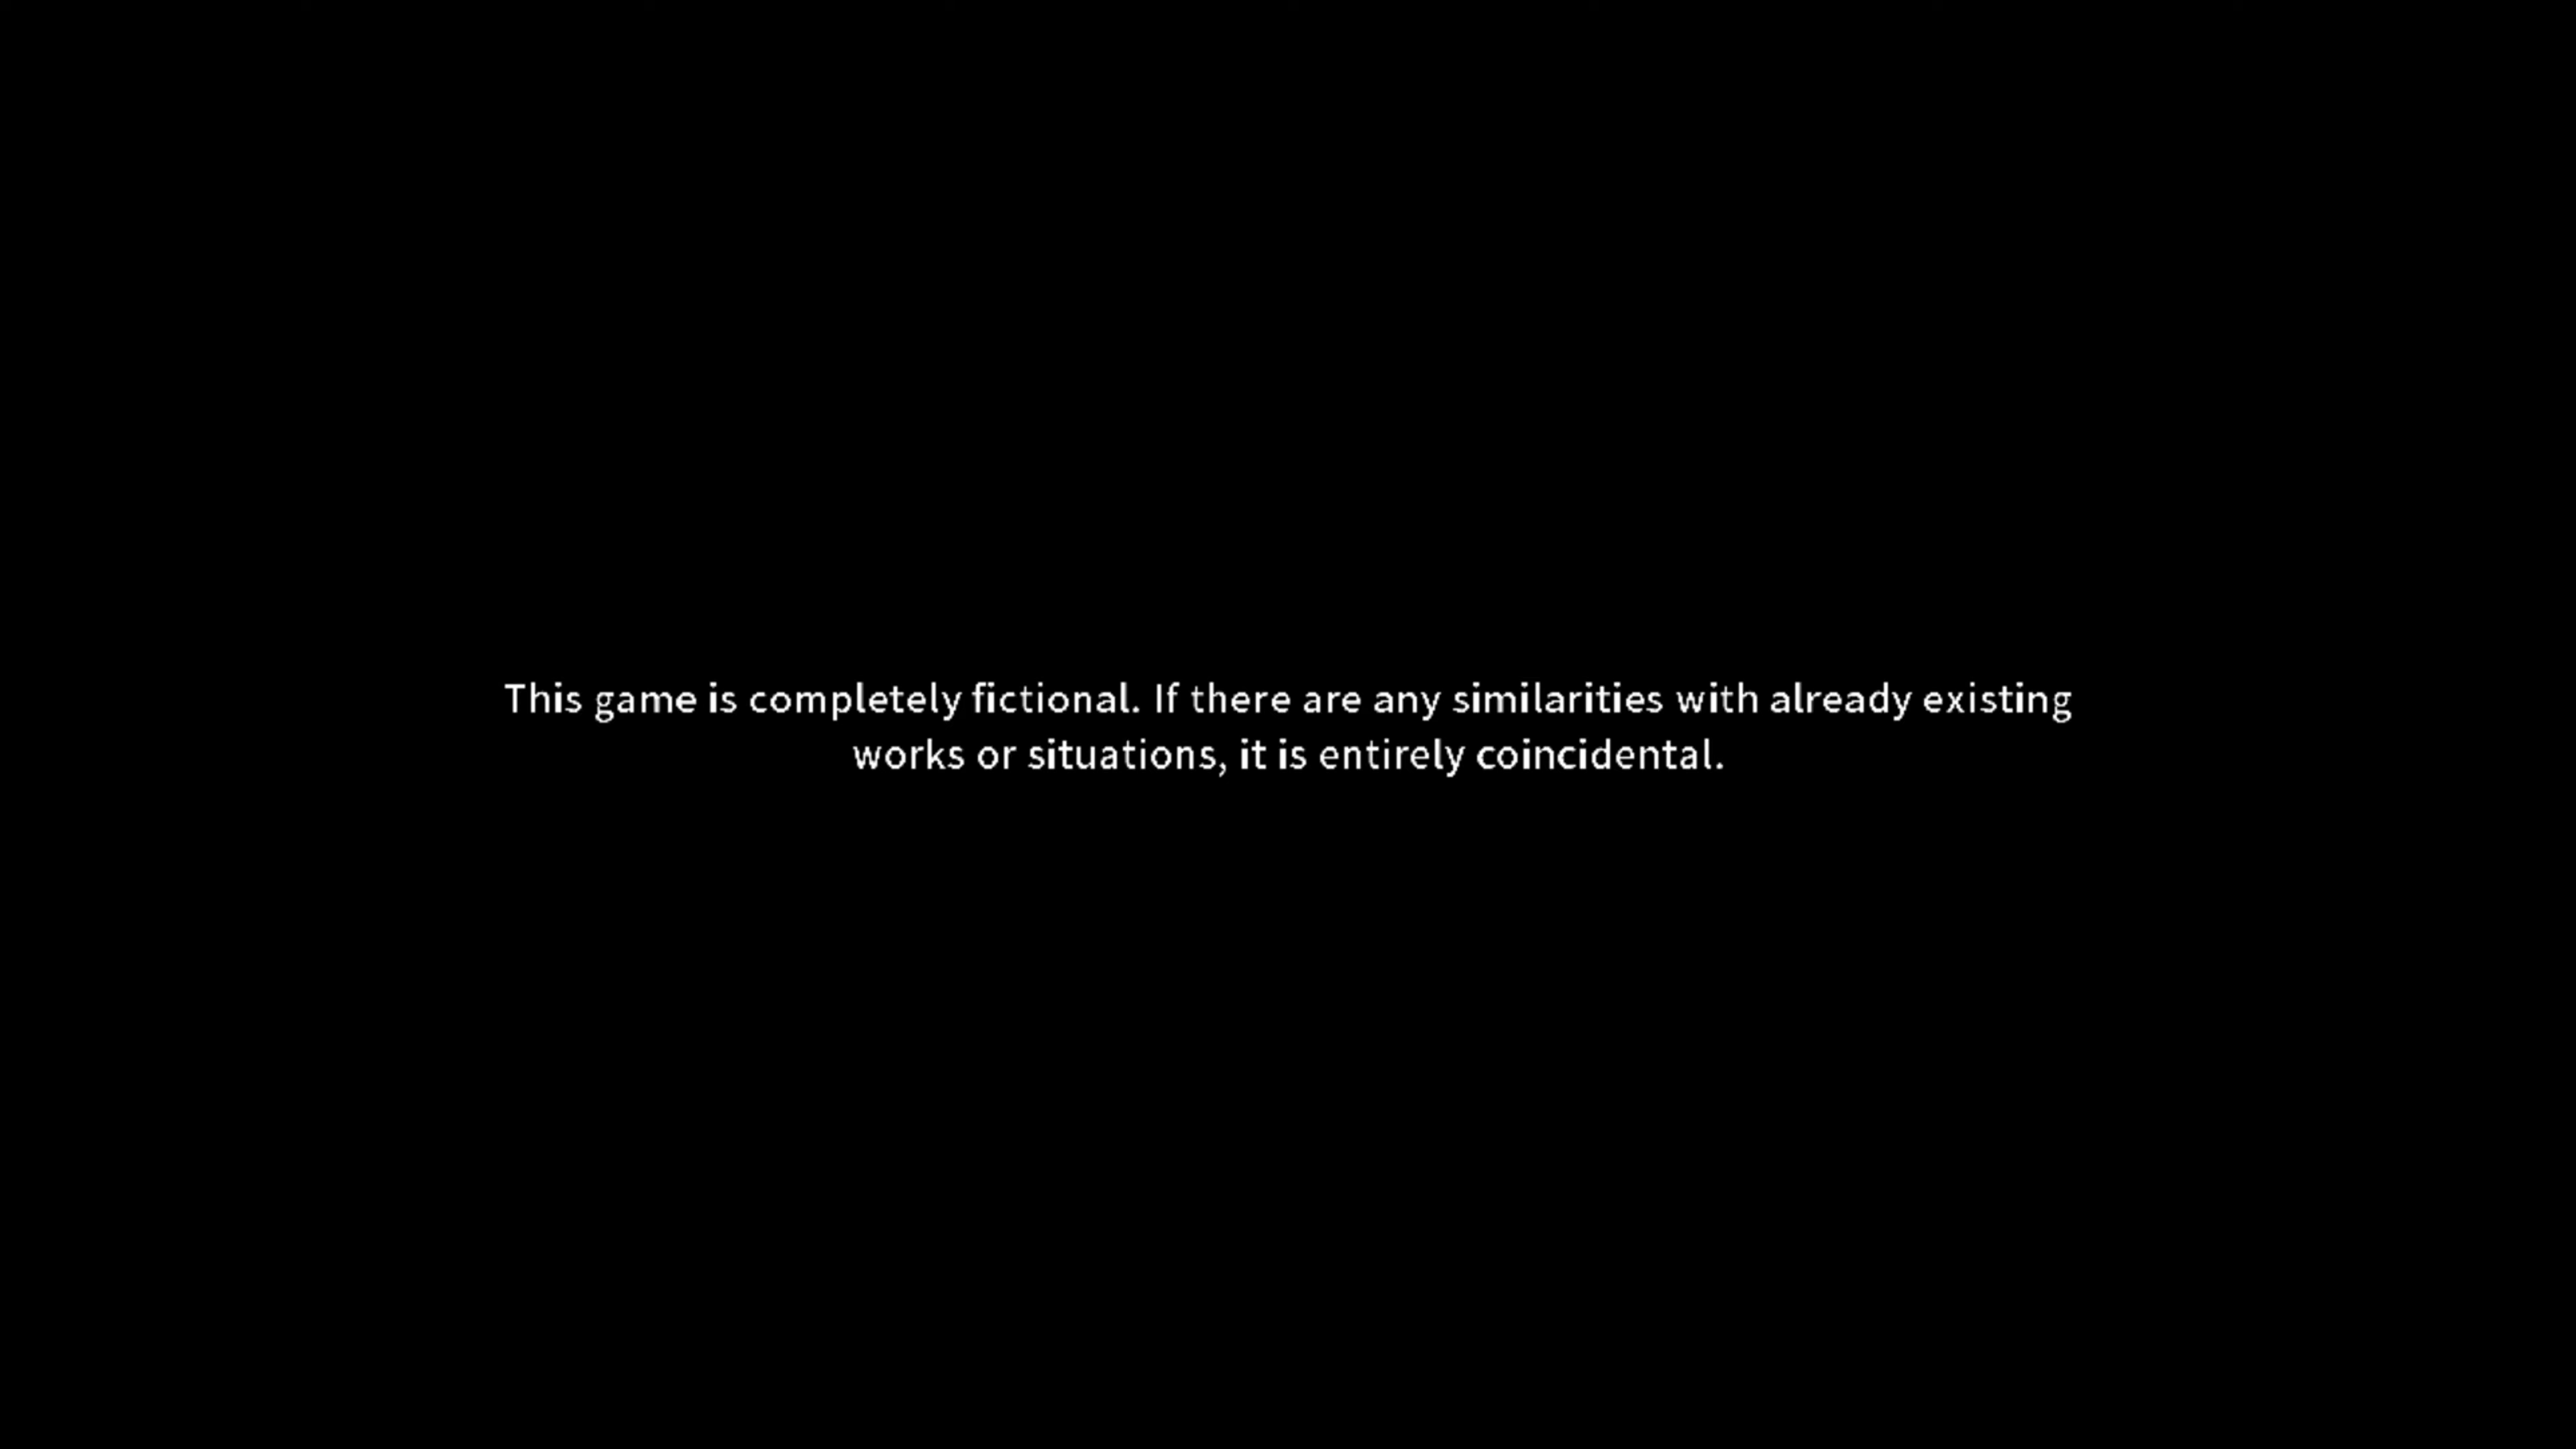 This game is completely fictional. If there are any similarities with already existing
works or situations, it is entirely coincidental.